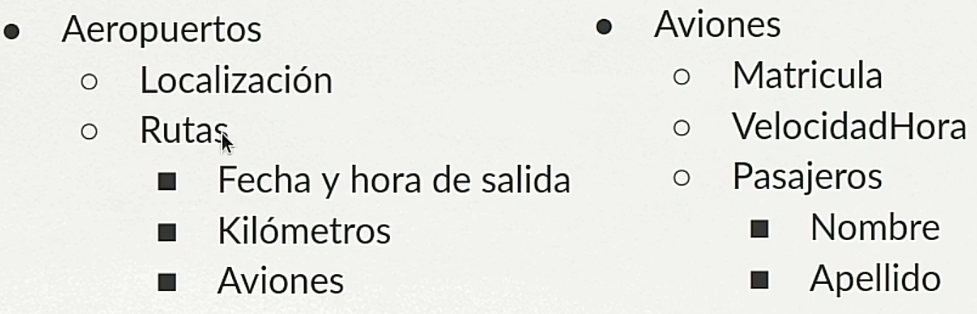 Aeropuertos
Localización
Rutas
Fecha y hora de salida
Kilómetros
Aviones
Aviones
Matricula
VelocidadHora
Pasajeros
Nombre
Apellido